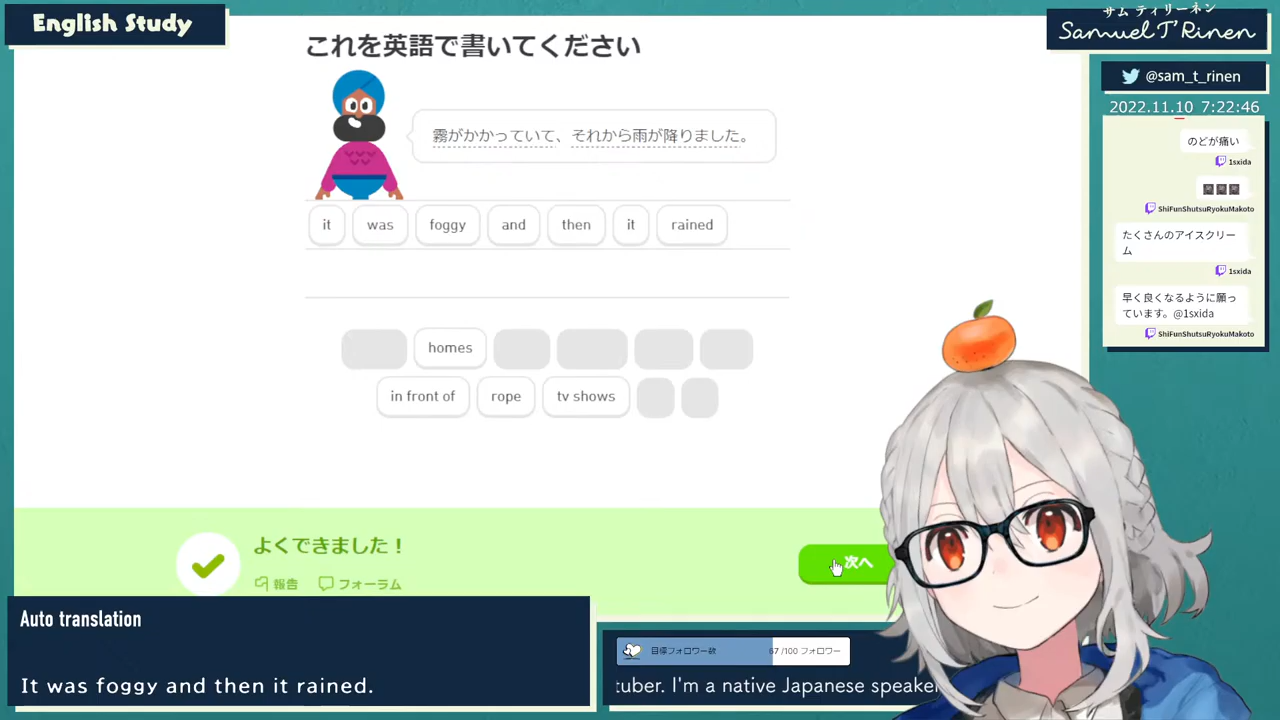 English Study
これを英語で書いてください
霧がかかっていて、それから雨が降りました。
it was foggy and then it rained
homes
in front of rope tv shows
よくできました！
報告 フォーラム
次へ
Auto translation
It was foggy and then it rained.
目標フォロワー数 67 /100 フォロワー
tuber. I'm a native Japanese speake
サム ティリーネン
Samuel T'Rinen
@sam_t_rinen
2022.11.10 7:22:46
のどが痛い
1sxida
ShiFunShutsuRyokuMakoto
たくさんのアイスクリー
ム
1sxida
早く良くなるように願っ
ています。@1sxida
ShiFunShutsuRyokuMakoto